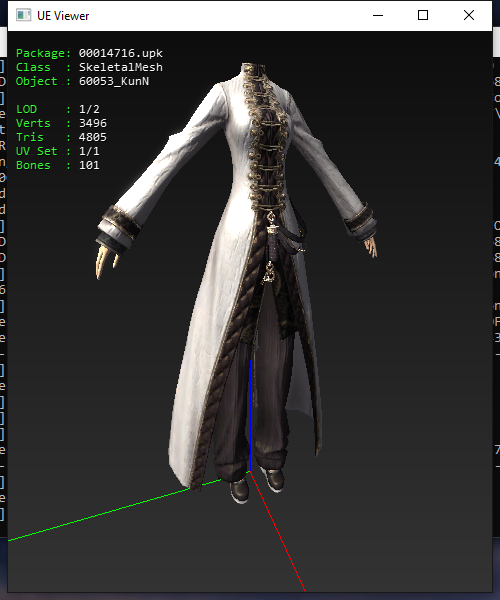 UE Viewer
Package: 00014716.upk
Class  : SkeletalMesh
Object : 60053_KunN
LOD    : 1/2
Verts  : 3496
Tris   : 4805
UV Set : 1/1
Bones  : 101